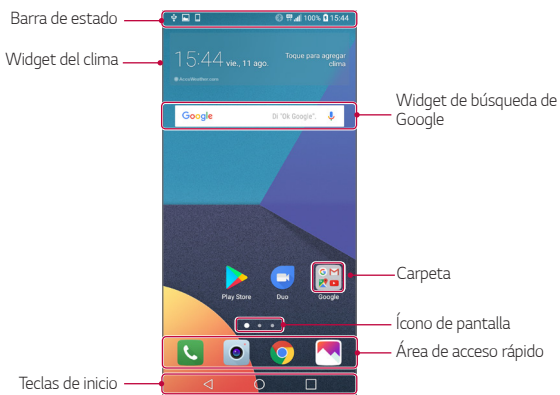 Barra de estado
100% 15:44
Widget del clima
15:44 vie., 11 ago.
Toque para agregar
clima
AccuWeather.com
Widget de búsqueda de
Google
Google
Di "Ok Google".
Carpeta
Play Store
Duo
Google
Ícono de pantalla
Área de acceso rápido
Teclas de inicio